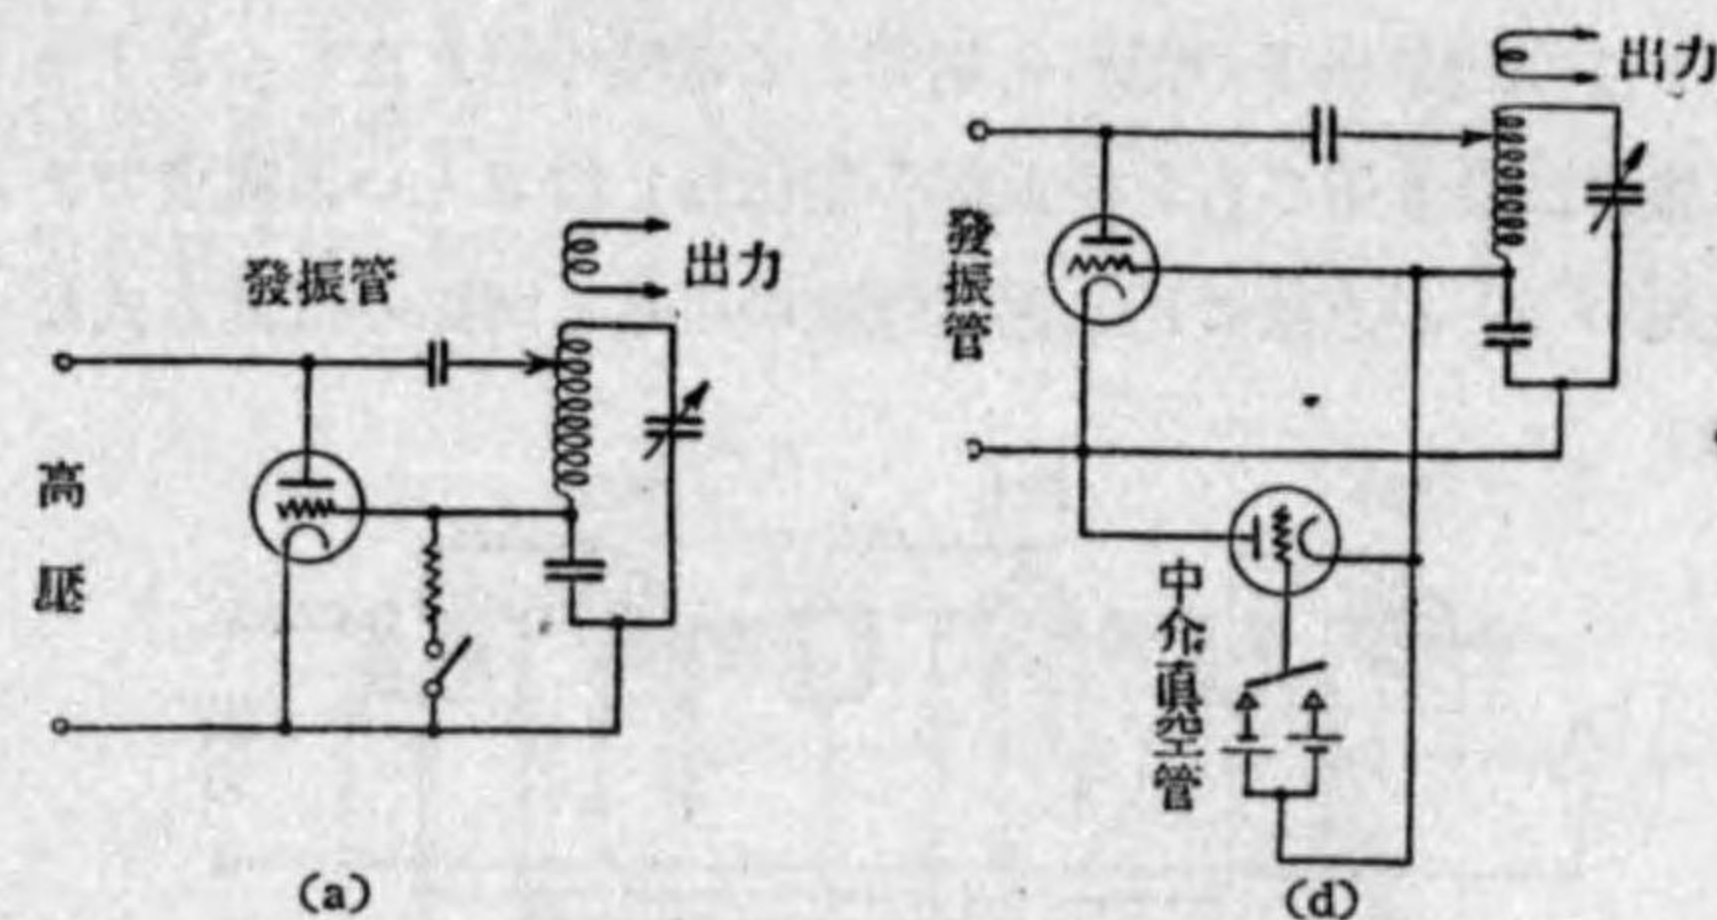 出力
發振管
高壓
(a)
出力
發振管
中介真空管
(d)